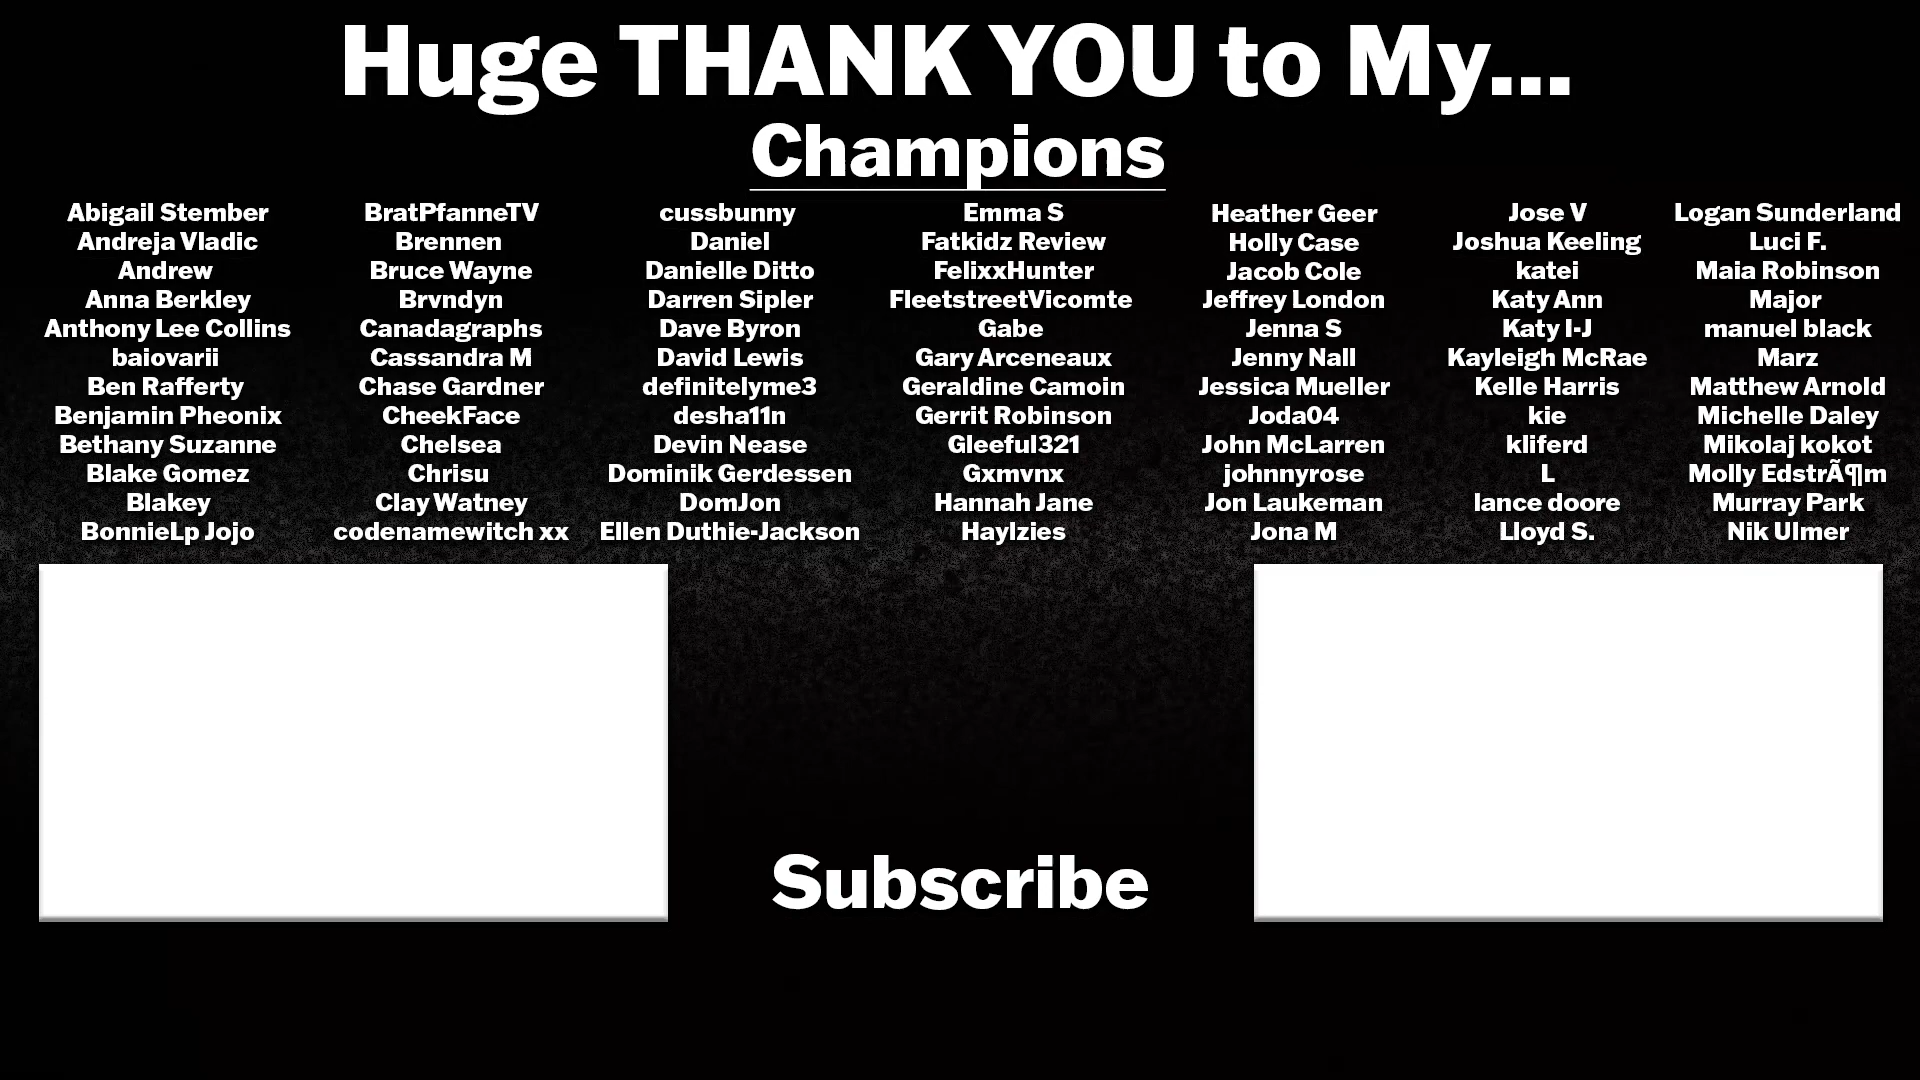 Huge THANK YOU to My...
Champions
Abigail Stember
Andreja Vladic
Andrew
Anna Berkley
Anthony Lee Collins
baiovarii
Ben Rafferty
Benjamin Pheonix
Bethany Suzanne
Blake Gomez
Blakey
BonnieLp Jojo
BratPfanneTV
Brennen
Bruce Wayne
Brvndyn
Canadagraphs
Cassandra M
Chase Gardner
CheekFace
Chelsea
Chrisu
Clay Watney
codenamewitch xx
cussbunny
Daniel
Danielle Ditto
Darren Sipler
Dave Byron
David Lewis
definitelyme3
desha11n
Devin Nease
Dominik Gerdessen
DomJon
Ellen Duthie-Jackson
Emma S
Fatkidz Review
FelixxHunter
FleetstreetVicomte
Gabe
Gary Arceneaux
Geraldine Camoin
Gerrit Robinson
Gleeful321
Gxmvnx
Hannah Jane
Haylzies
Heather Geer
Holly Case
Jacob Cole
Jeffrey London
Jenna S
Jenny Nall
Jessica Mueller
Joda04
John McLarren
johnnyrose
Jon Laukeman
Jona M
Jose V
Joshua Keeling
katei
Katy Ann
Katy I-J
Kayleigh McRae
Kelle Harris
kie
kliferd
L
lance doore
Lloyd S.
Logan Sunderland
Luci F.
Maia Robinson
Major
manuel black
Marz
Matthew Arnold
Michelle Daley
Mikolaj kokot
Molly EdstrÃ¶m
Murray Park
Nik Ulmer
Subscribe